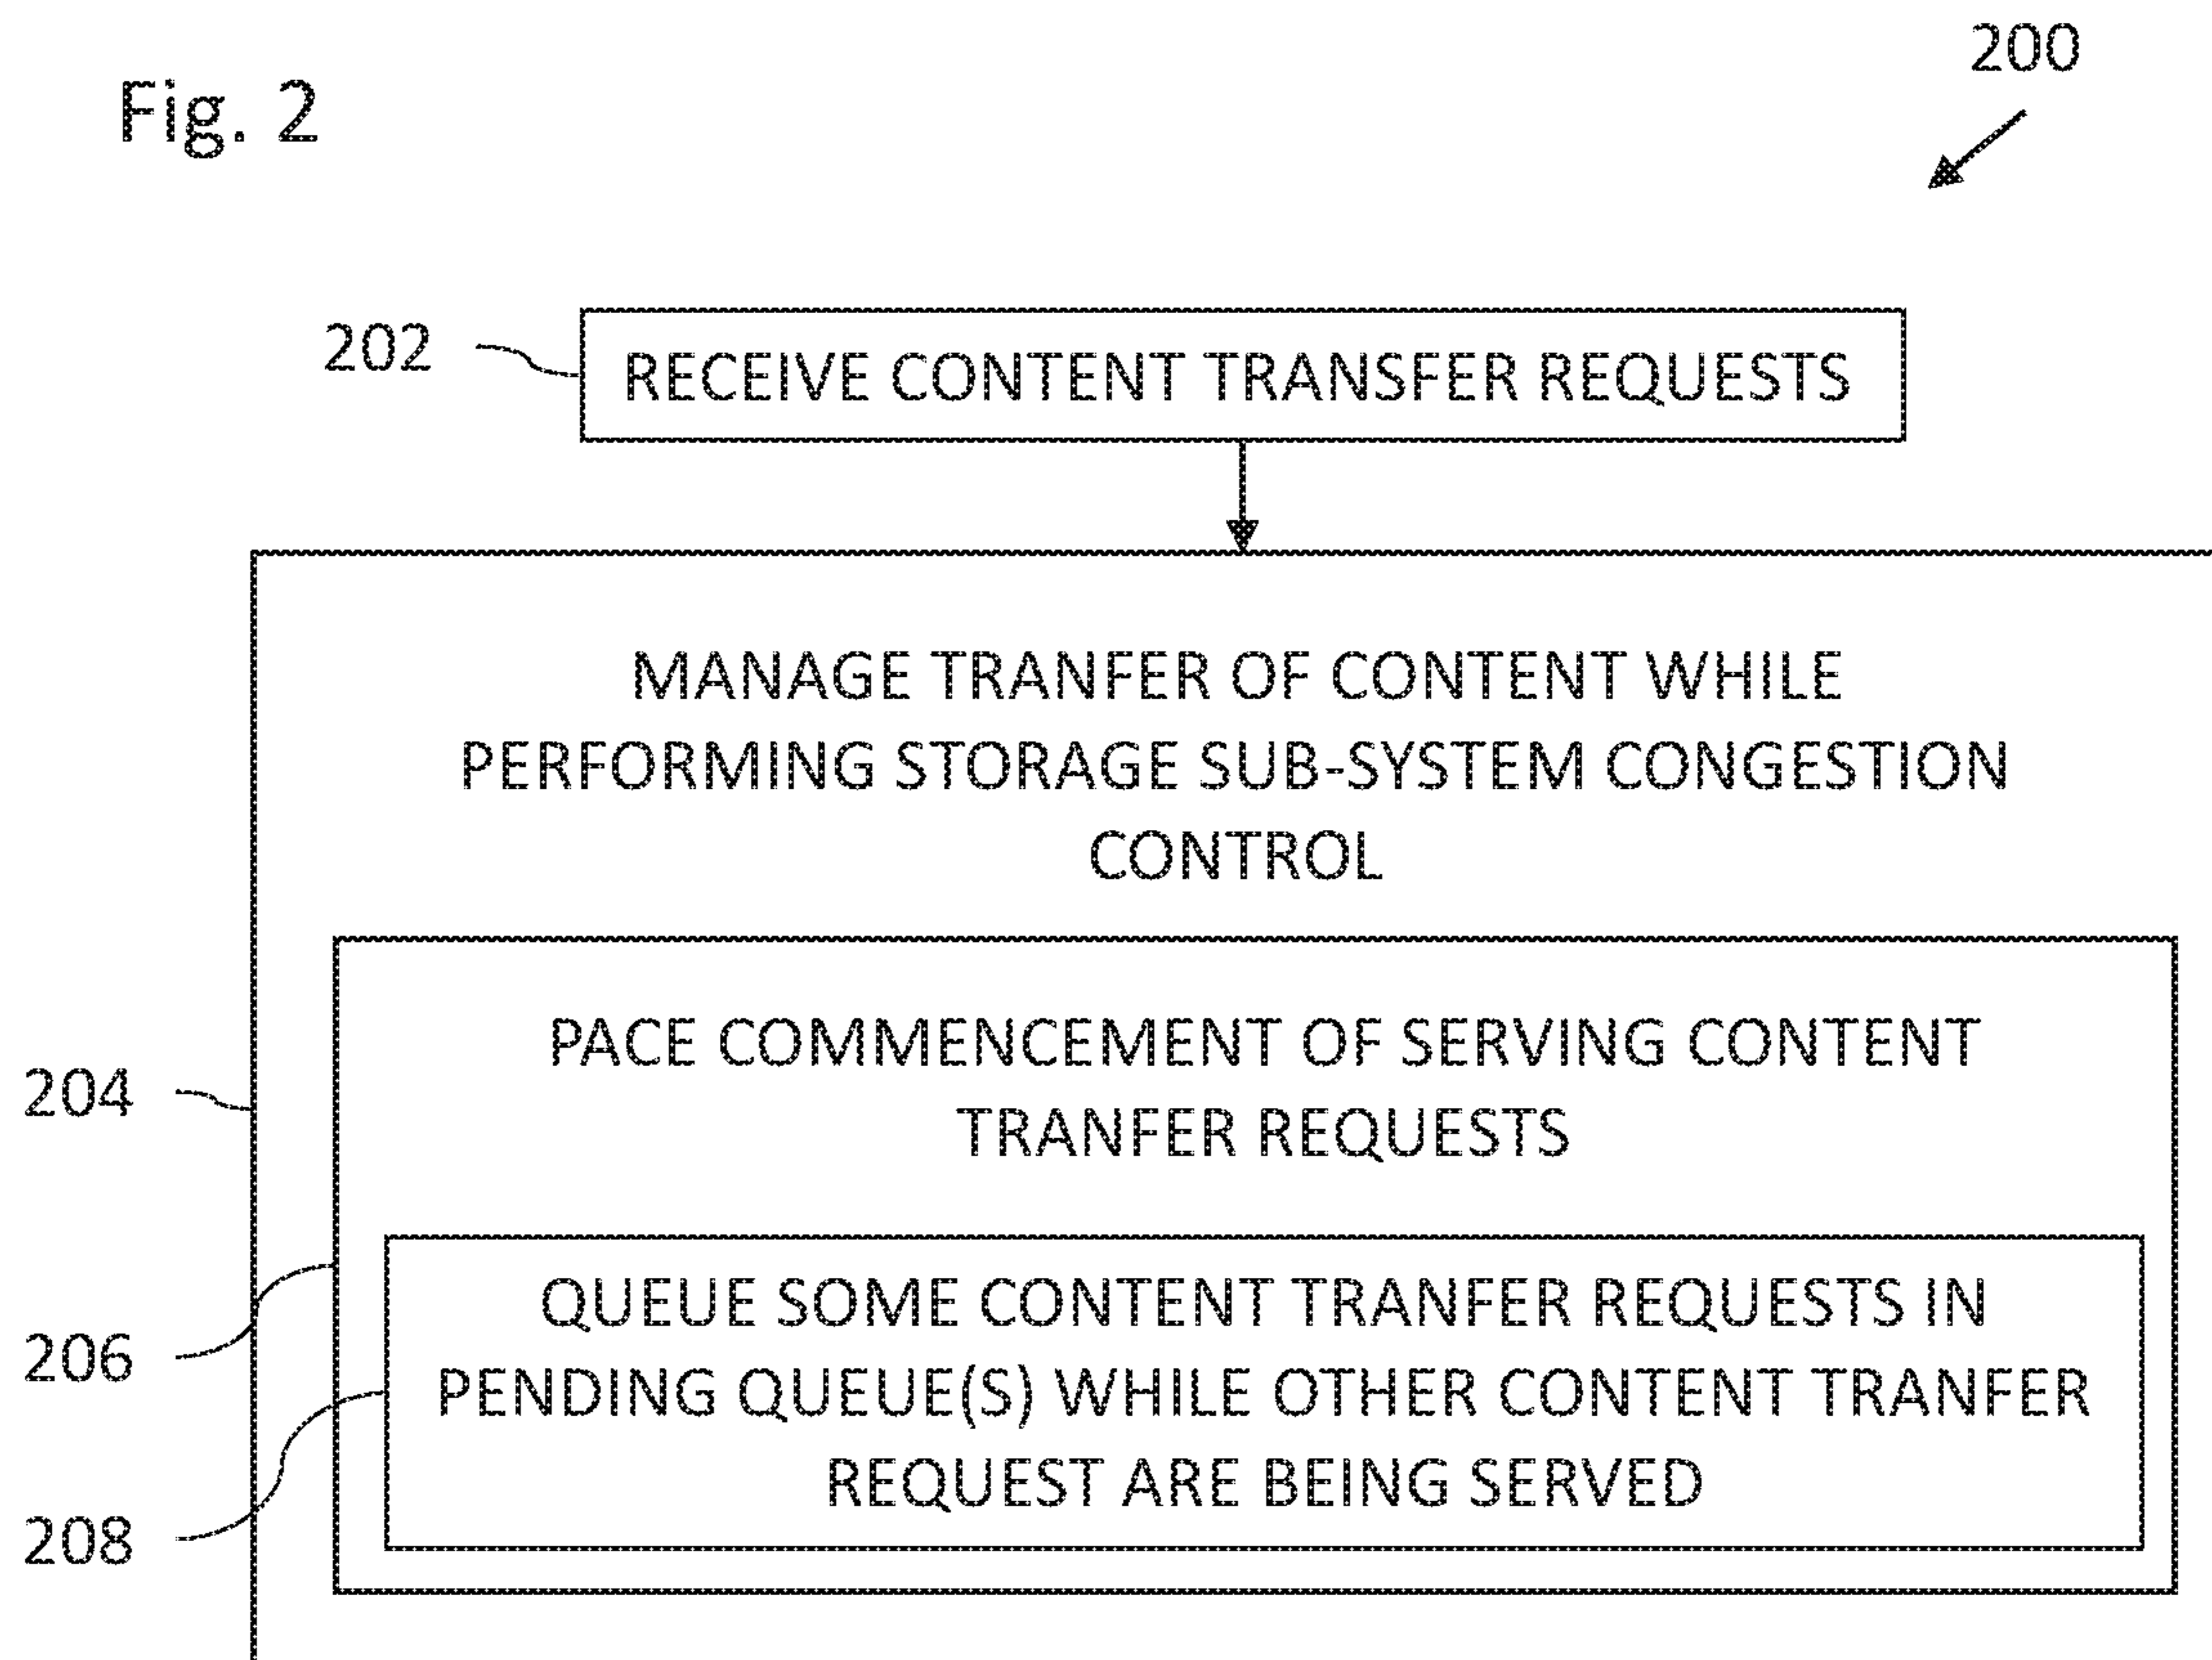 200
Fig. 2
202
RECEIVE CONTENT TRANSFER REQUESTS
MANAGE TRANFER OF CONTENT WHILE
PERFORMING STORAGE SUB-SYSTEM CONGESTION
CONTROL
PACE COMMENCEMENT OF SERVING CONTENT
TRANFER REQUESTS
204
QUEUE SOME CONTENT TRANFER REQUESTS IN
PENDING QUEUE(S) WHILE OTHER CONTENT TRANFER
REQUEST ARE BEING SERVED
206
208